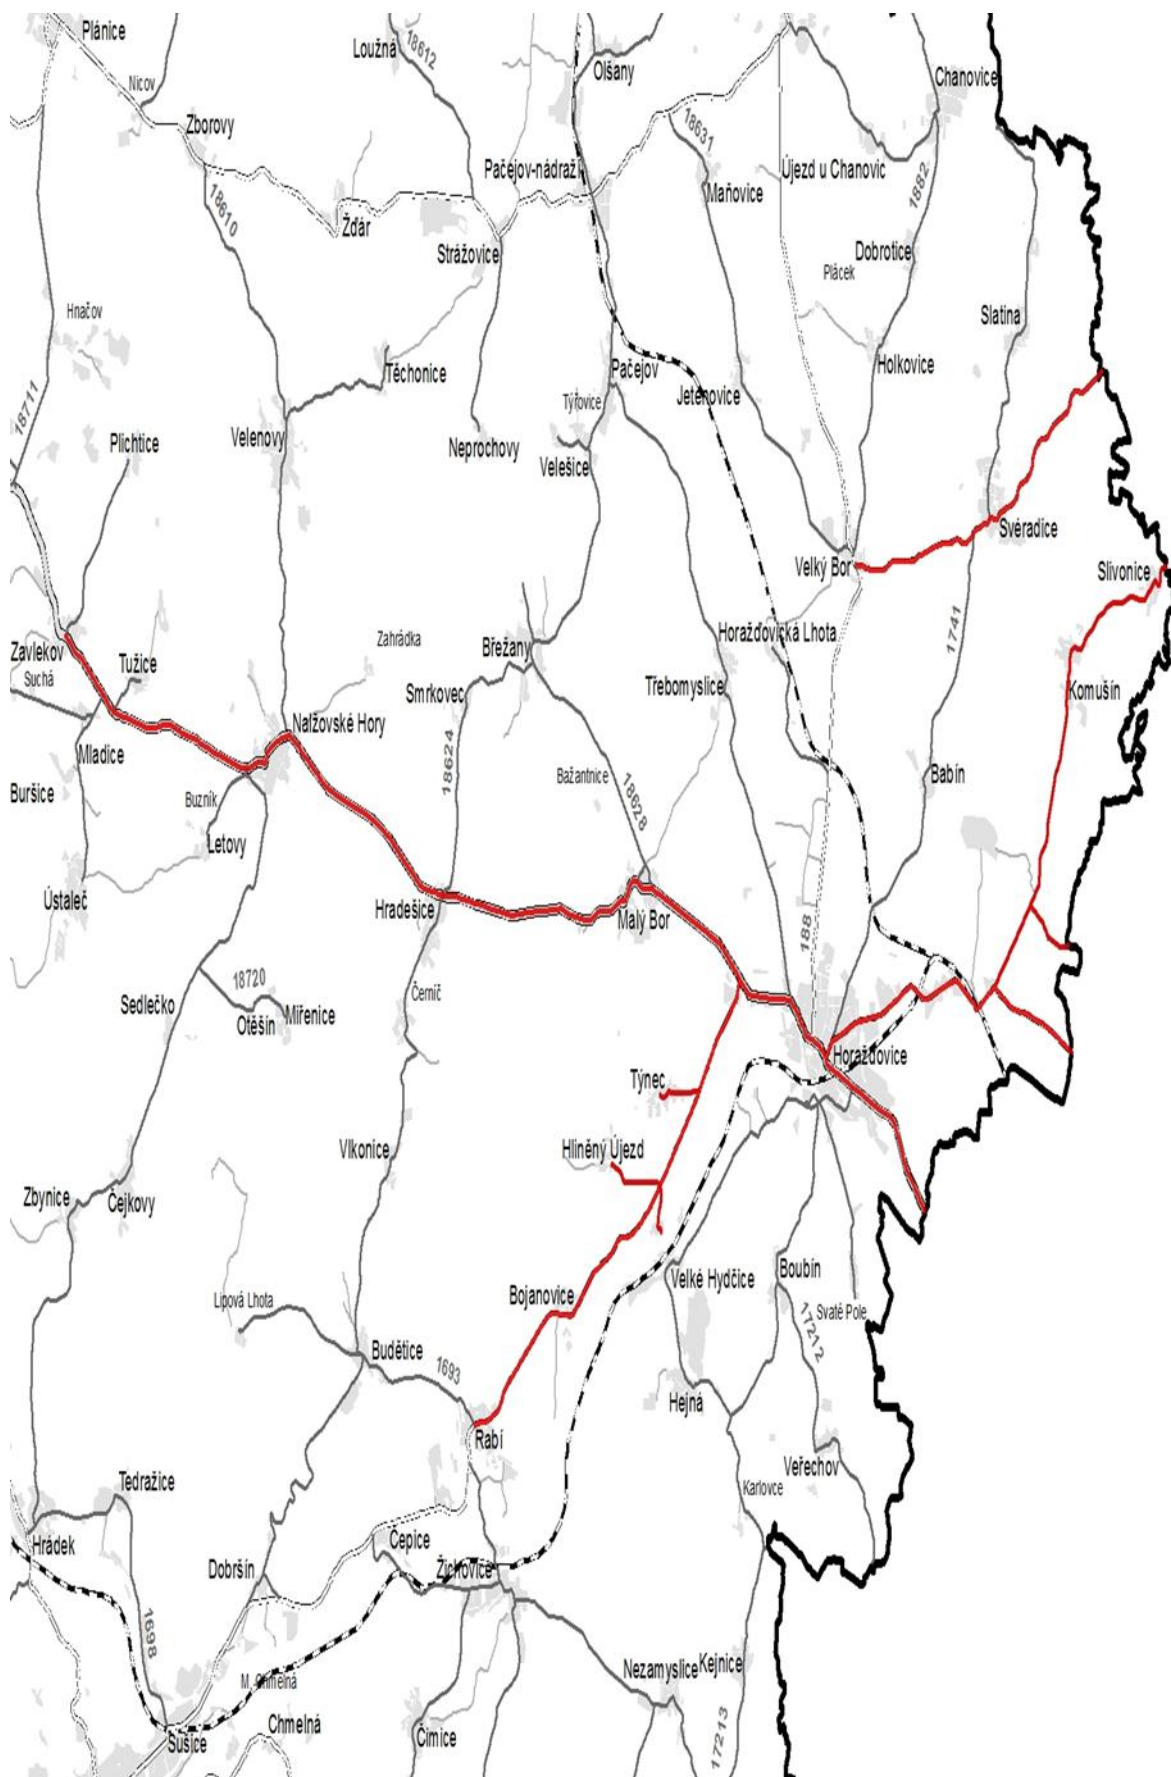 Plánice
Loužná
18612
Olšany
Chanovice
Nicov
Zborovy
18631
Pačejov-nádraží
Maňovice
Újezd u Chanovic
1882
18610
Žďár
Strážovice
Dobrotice
Plácek
Hnačov
Slatina
Těchonice
Pačejov
Holkovice
Jetenovice
18711
Týřovice
Plichtice
Velenovy
Neprochovy
Velešice
Svéradice
Velký Bor
Slivonice
1741
Zahrádka
Břežany
Horažďovická Lhota
Zavlekov
Tužice
Suchá
Smrkovec
Třebomyslice
Komušín
Nalžovské Hory
Mladice
18624
Bažantnice
18628
Babín
Buršice
Buzník
Letovy
Ústaleč
Hradešice
Malý Bor
188
18720
Černíč
Sedlečko
Otěšín
Miřenice
Horažďovice
Týnec
Vlkonice
Hliněný Újezd
Zbynice
Čejkovy
Velké Hydčice
Boubín
Lipová Lhota
Bojanovice
Svaté Pole
17212
Budětice
1693
Hejná
Rabí
Veřechov
Tedražice
Karlovce
Hrádek
Čepice
Dobršín
Žichovice
1698
M. Chmelná
Nezamyslice
Kejnice
Chmelná
Sušice
Čímice
17213